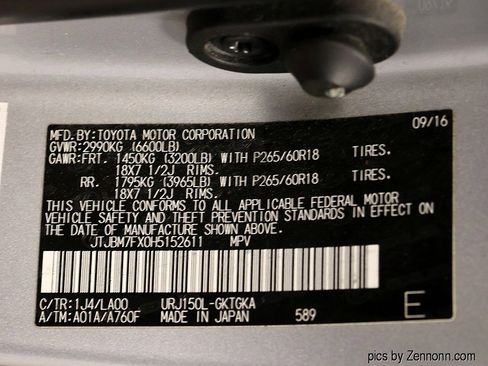 MFD.BY:TOYOTA MOTOR CORPORATION 09/16
GVWR:2990KG (6600LB)
GAWR:FRT. 1450KG (3200LB) WITH P265/60R18 TIRES.
18X7 1/2J RIMS.
RR. 1795KG (3965LB) WITH P265/60R18 TIRES.
18X7 1/2J RIMS.
THIS VEHICLE CONFORMS TO ALL APPLICABLE FEDERAL MOTOR
VEHICLE SAFETY AND THEFT PREVENTION STANDARDS IN EFFECT ON
THE DATE OF MANUFACTURE SHOWN ABOVE.
JTJBM7FX0H5152611 MPV
C/TR:1J4/LA00 URJ150L-GKTGKA
A/TM:A01A/A760F MADE IN JAPAN 589 E
pics by Zennonn.com